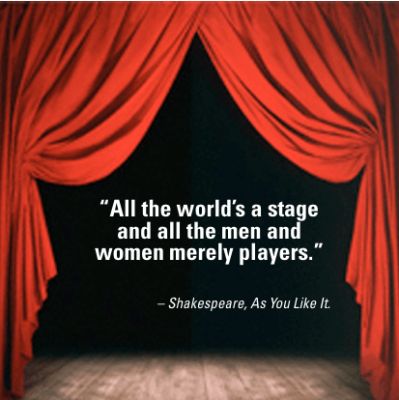 “All the world’s a stage
and all the men and
women merely players.”
– Shakespeare, As You Like It.